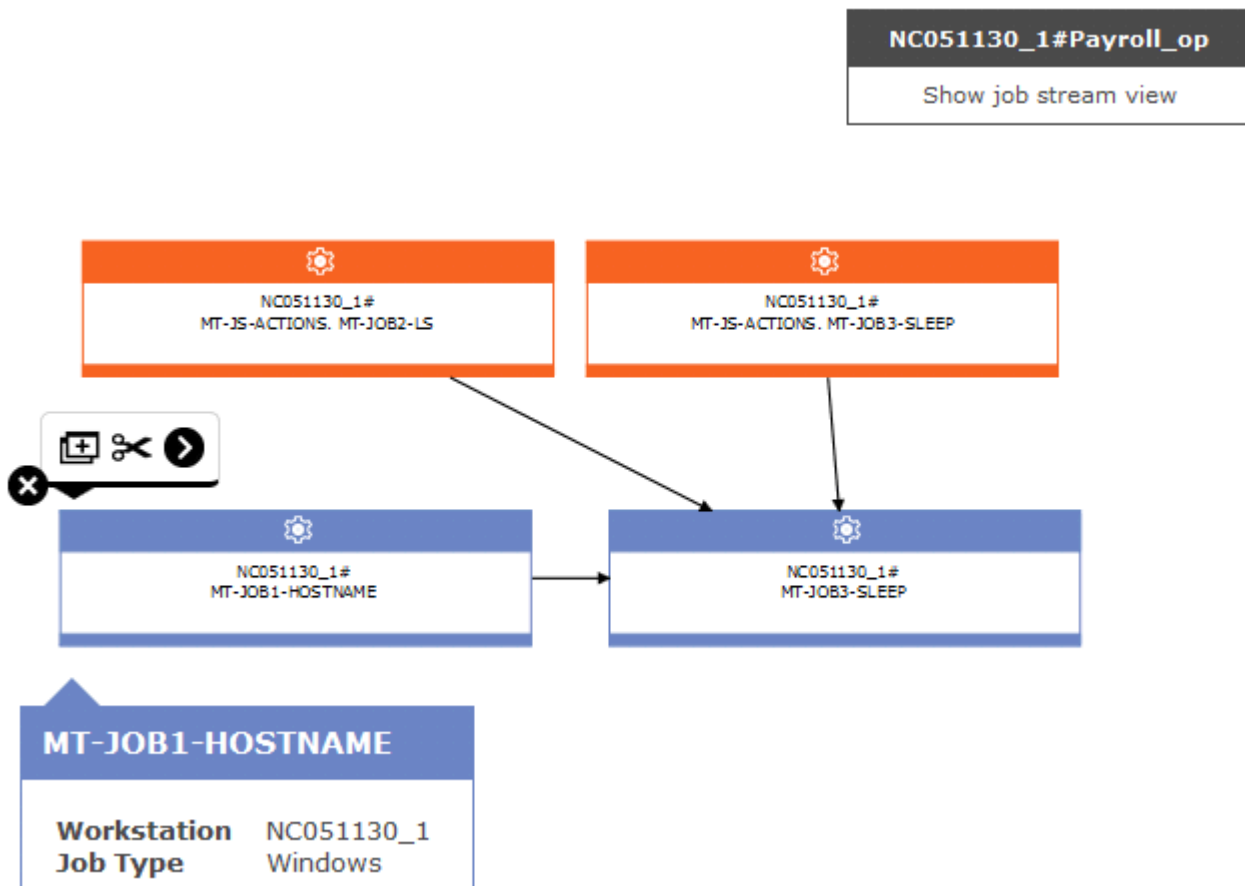 NC051130_1#Payroll_op
Show job stream view
NC051130_1#
MT-JS-ACTIONS. MT-JOB2-LS
NC051130_1#
MT-JS-ACTIONS. MT-JOB3-SLEEP
NC051130_1#
MT-JOB1-HOSTNAME
NC051130_1#
MT-JOB3-SLEEP
MT-JOB1-HOSTNAME
Workstation NC051130_1
Job Type Windows